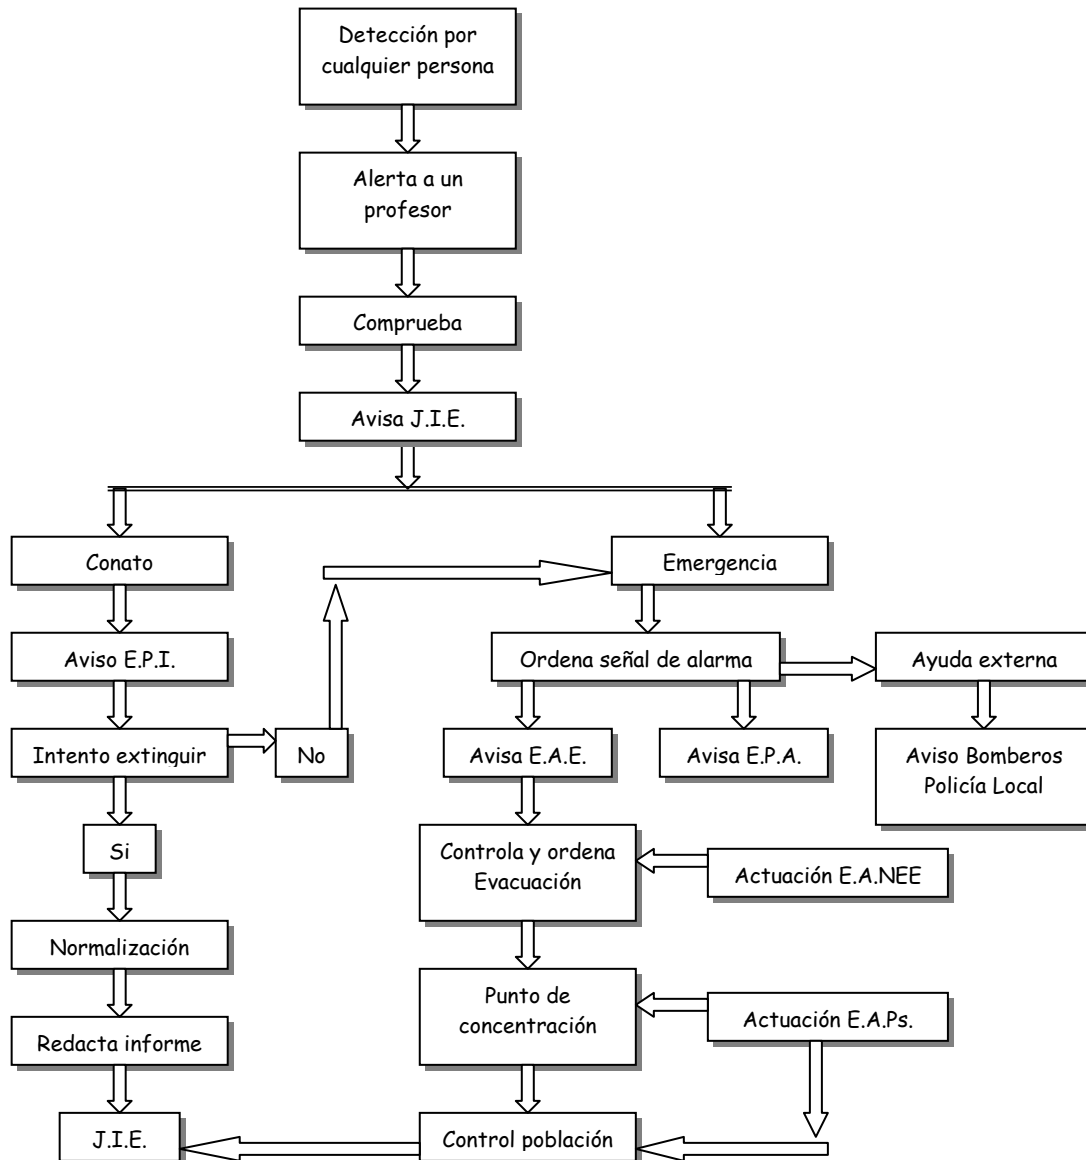 Detección por
cualquier persona
Alerta a un
profesor
Comprueba
Avisa J.I.E.
Conato
Emergencia
Aviso E.P.I.
Ordena señal de alarma
Ayuda externa
Intento extinguir
No
Avisa E.A.E.
Avisa E.P.A.
Aviso Bomberos
Policía Local
Si
Controla y ordena
Evacuación
Actuación E.A.NEE
Normalización
Punto de
concentración
Actuación E.A.Ps.
Redacta informe
J.I.E.
Control población